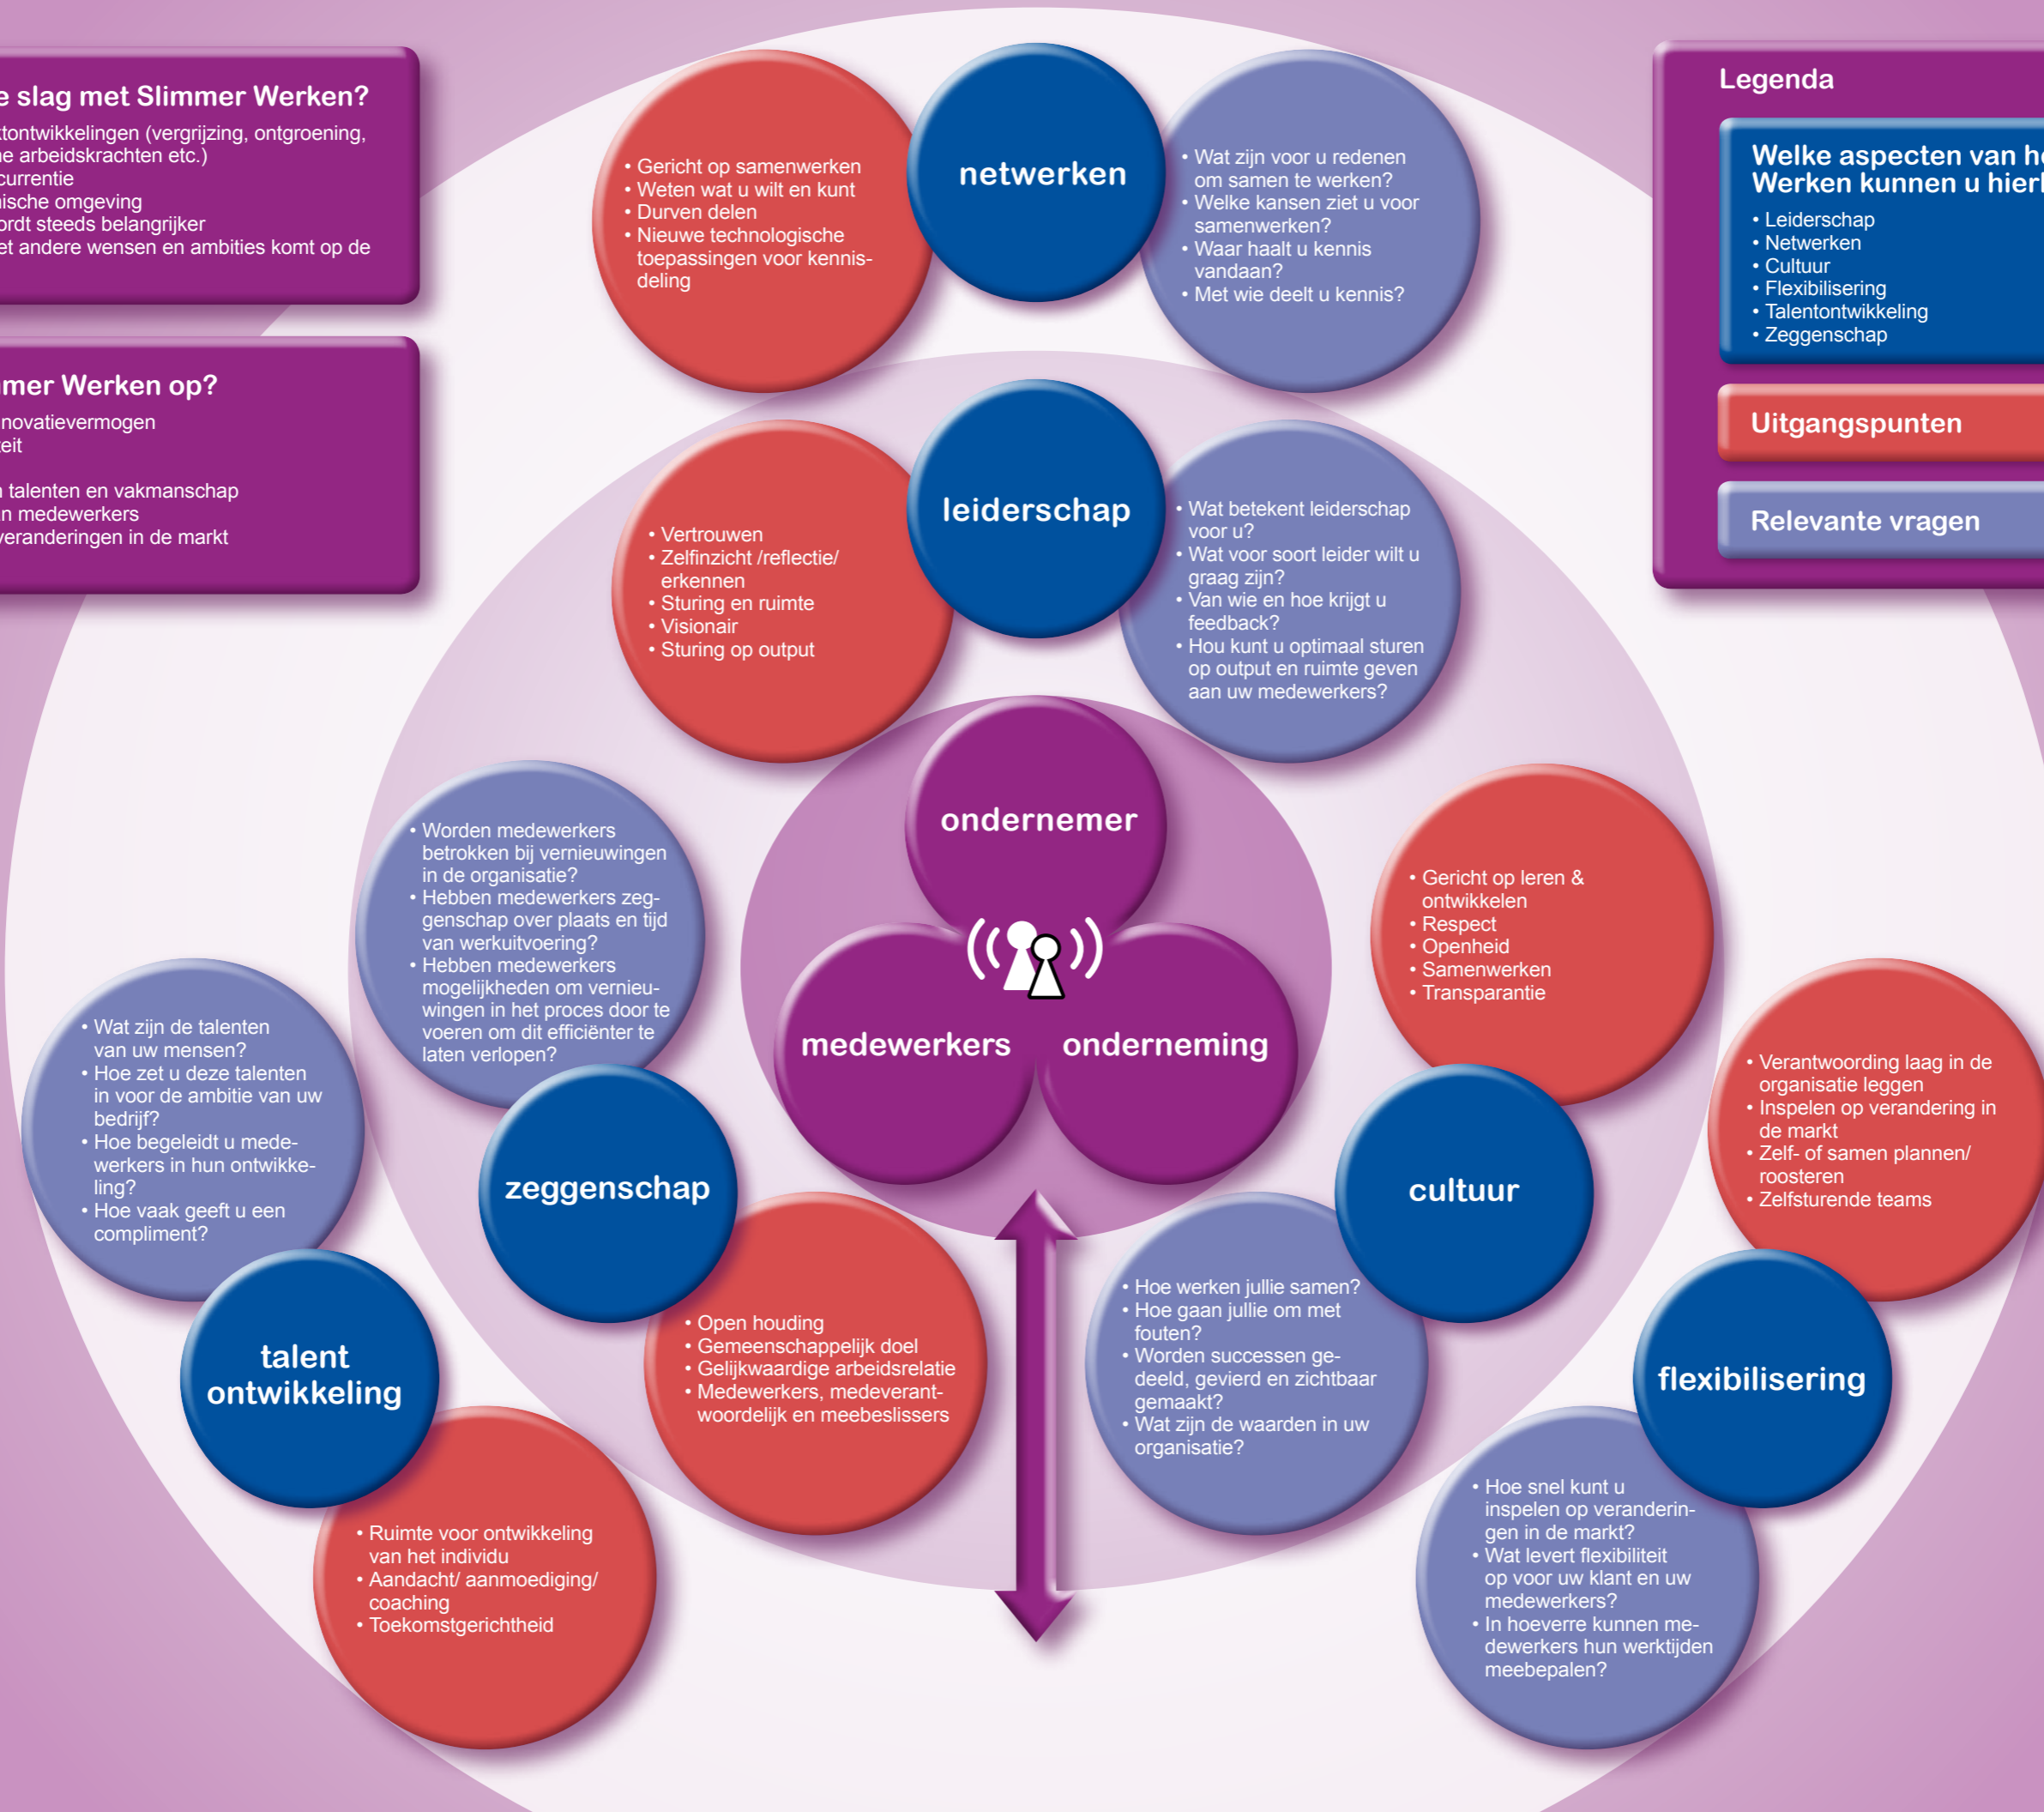 slag met Slimmer Werken?
(vergrijzing, ontgroening,
arbeidskrachten etc.)
omgeving
steeds belangrijker
andere wensen en ambities komt op de
Werken op?
talenten en vakmanschap
medewerkers
veranderingen in de markt
• Gericht op samenwerken
• Weten wat u wilt en kunt
• Durven delen
• Nieuwe technologische
toepassingen voor kennis-
deling
netwerken
• Wat zijn voor u redenen
om samen te werken?
• Welke kansen ziet u voor
samenwerken?
• Waar haalt u kennis
vandaan?
• Met wie deelt u kennis?
Legenda
Welke aspecten van
Werken kunnen u
• Leiderschap
• Netwerken
• Cultuur
• Flexibilisering
• Talentontwikkeling
• Zeggenschap
Uitgangspunten
Relevante vragen
• Vertrouwen
• Zelfinzicht /reflectie/
erkennen
• Sturing en ruimte
• Visionair
• Sturing op output
leiderschap
• Wat betekent leiderschap
voor u?
• Wat voor soort leider wilt u
graag zijn?
• Van wie en hoe krijgt u
feedback?
• Hou kunt u optimaal sturen
op output en ruimte geven
aan uw medewerkers?
ondernemer
medewerkers
onderneming
• Worden medewerkers
betrokken bij vernieuwingen
in de organisatie?
• Hebben medewerkers zeg-
genschap over plaats en tijd
van werkuitvoering?
• Hebben medewerkers
mogelijkheden om vernieu-
wingen in het proces door te
voeren om dit efficiënter te
laten verlopen?
zeggenschap
• Open houding
• Gemeenschappelijk doel
• Gelijkwaardige arbeidsrelatie
• Medewerkers, medeverant-
woordelijk en meebeslissers
• Gericht op leren &
ontwikkelen
• Respect
• Openheid
• Samenwerken
• Transparantie
cultuur
• Hoe werken jullie samen?
• Hoe gaan jullie om met
fouten?
• Worden successen ge-
deeld, gevierd en zichtbaar
gemaakt?
• Wat zijn de waarden in uw
organisatie?
• Wat zijn de talenten
van uw mensen?
• Hoe zet u deze talenten
in voor de ambitie van uw
bedrijf?
• Hoe begeleidt u mede-
werkers in hun ontwikke-
ling?
• Hoe vaak geeft u een
compliment?
talent
ontwikkeling
• Ruimte voor ontwikkeling
van het individu
• Aandacht/ aanmoediging/
coaching
• Toekomstgerichtheid
• Verantwoording laag in de
organisatie leggen
• Inspelen op verandering in
de markt
• Zelf- of samen plannen/
roosteren
• Zelfsturende teams
flexibilisering
• Hoe snel kunt u
inspelen op veranderin-
gen in de markt?
• Wat levert flexibiliteit
op voor uw klant en uw
medewerkers?
• In hoeverre kunnen me-
dewerkers hun werktijden
meebepalen?